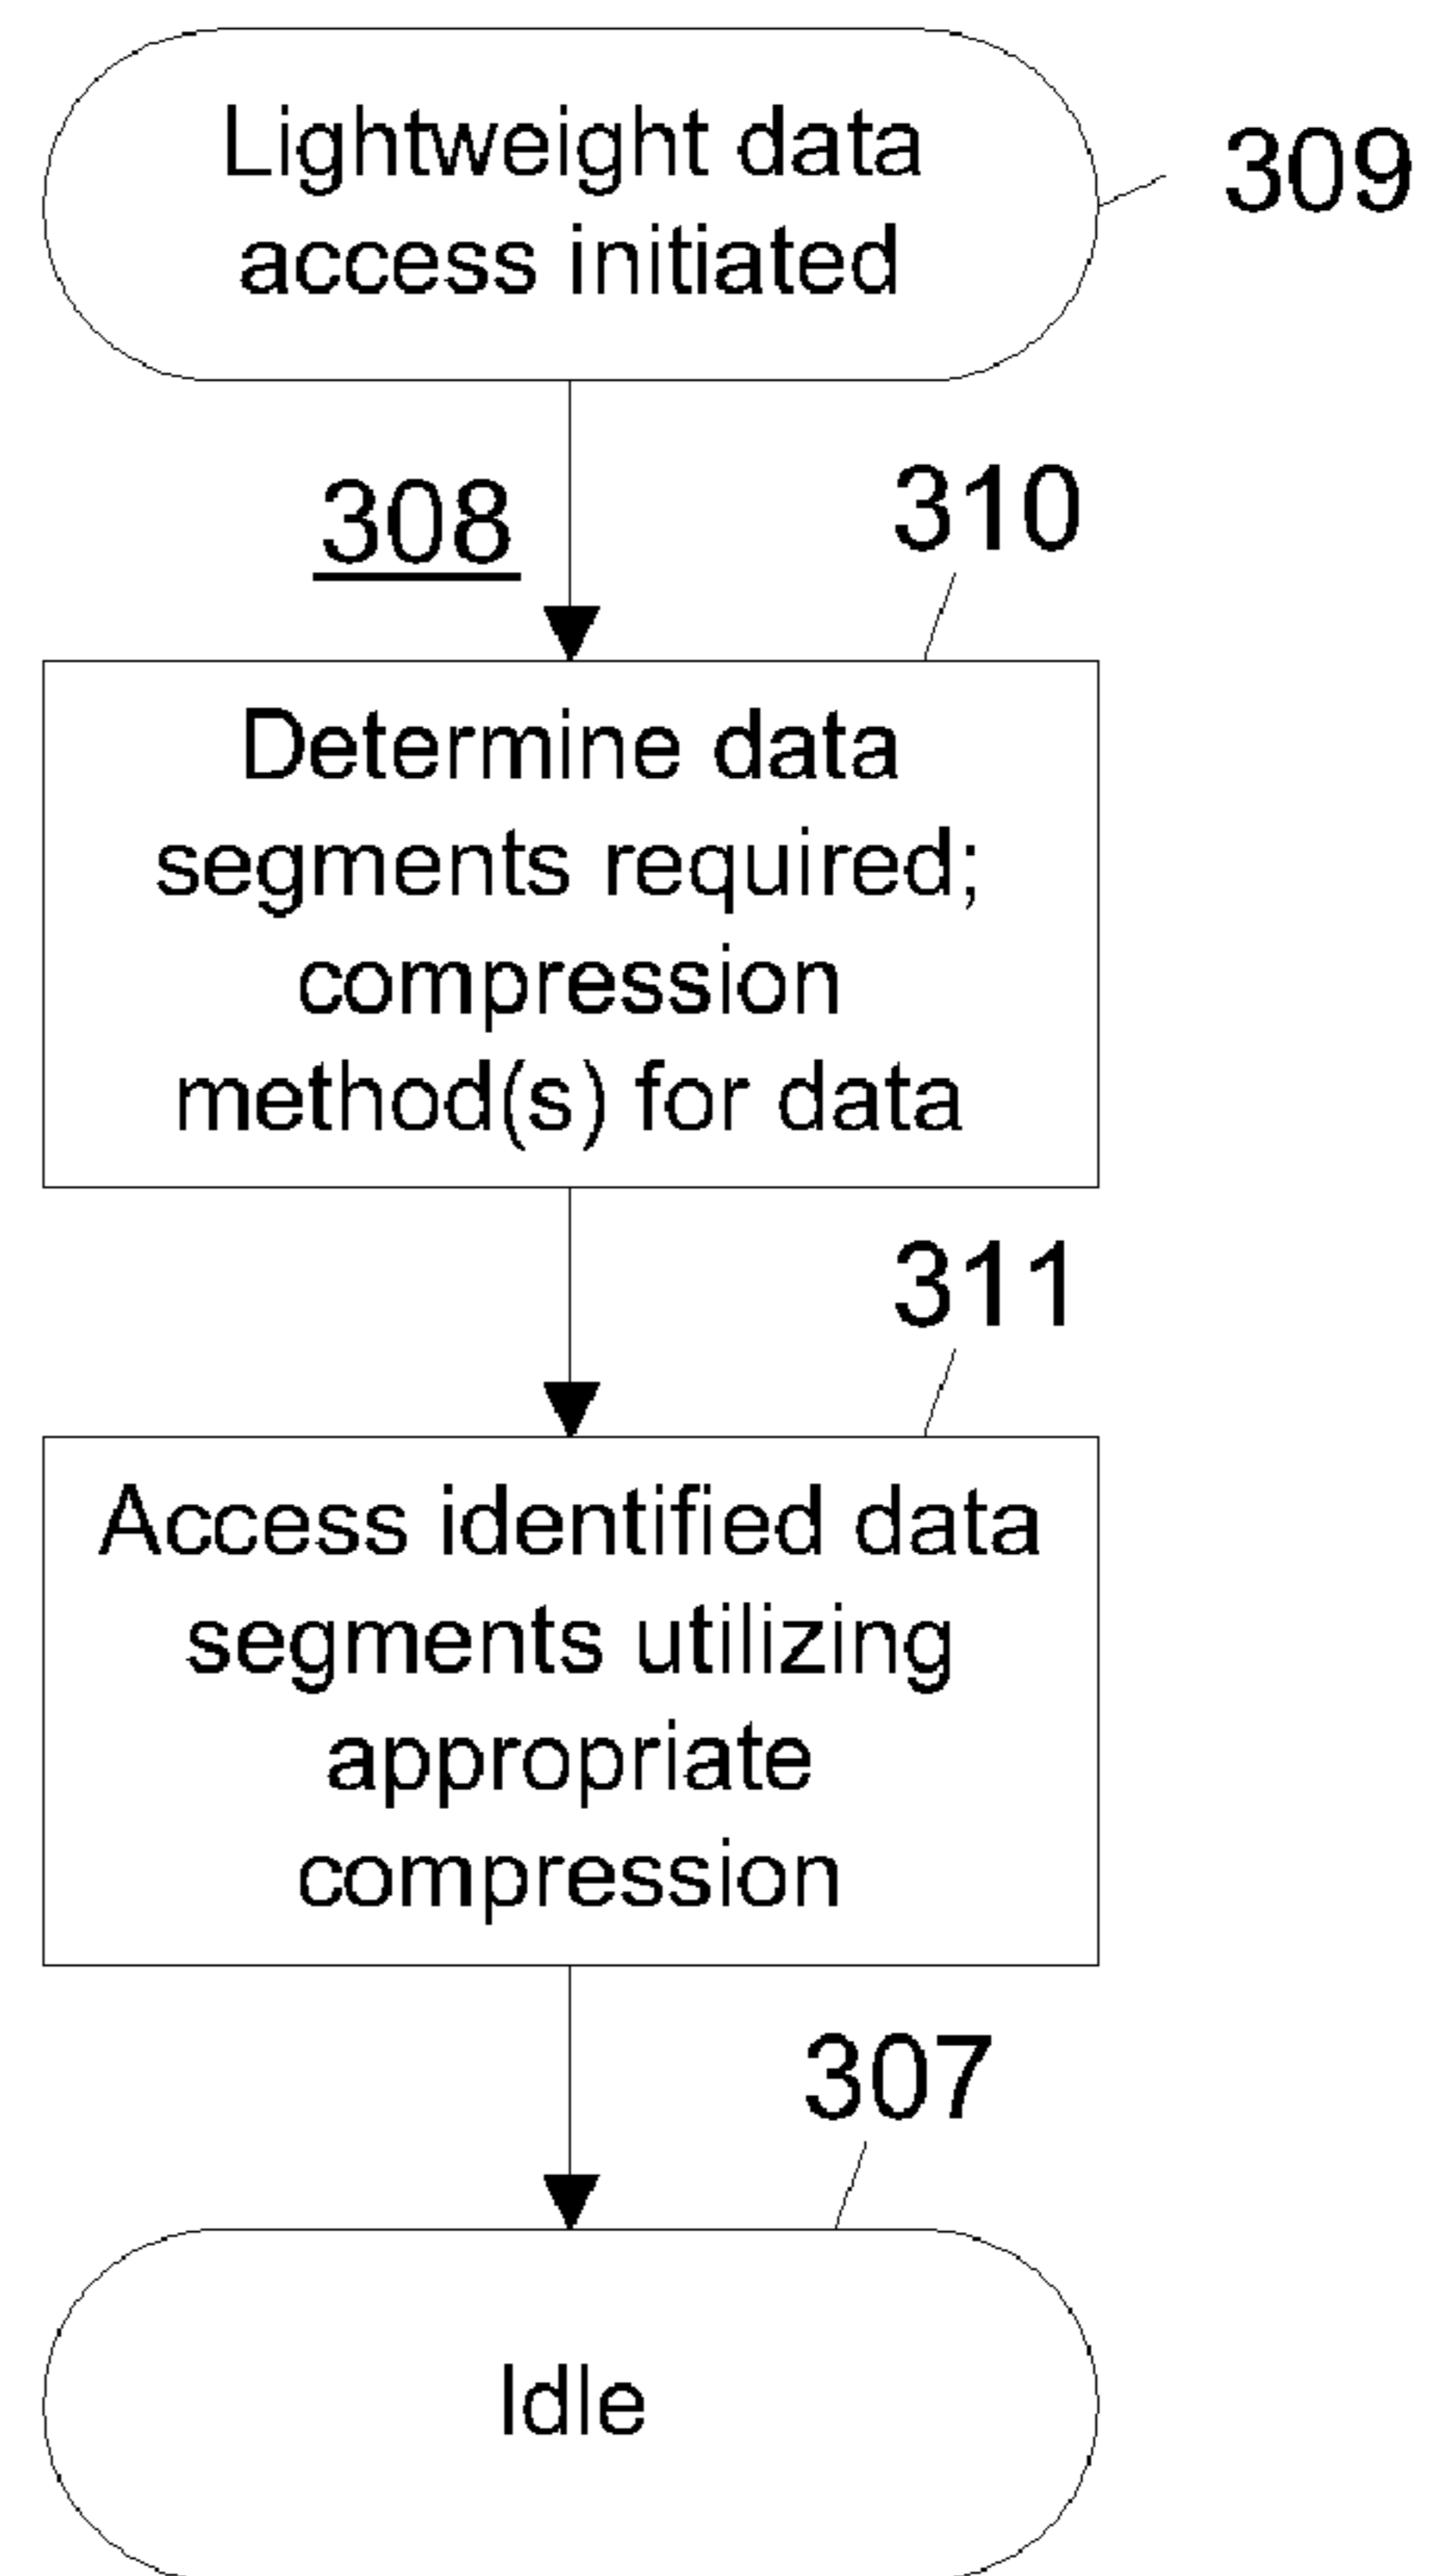 Lightweight data
access initiated
309
308
310
Determine data
segments required;
compression
method(s) for data
311
Access identified data
segments utilizing
appropriate
compression
307
Idle